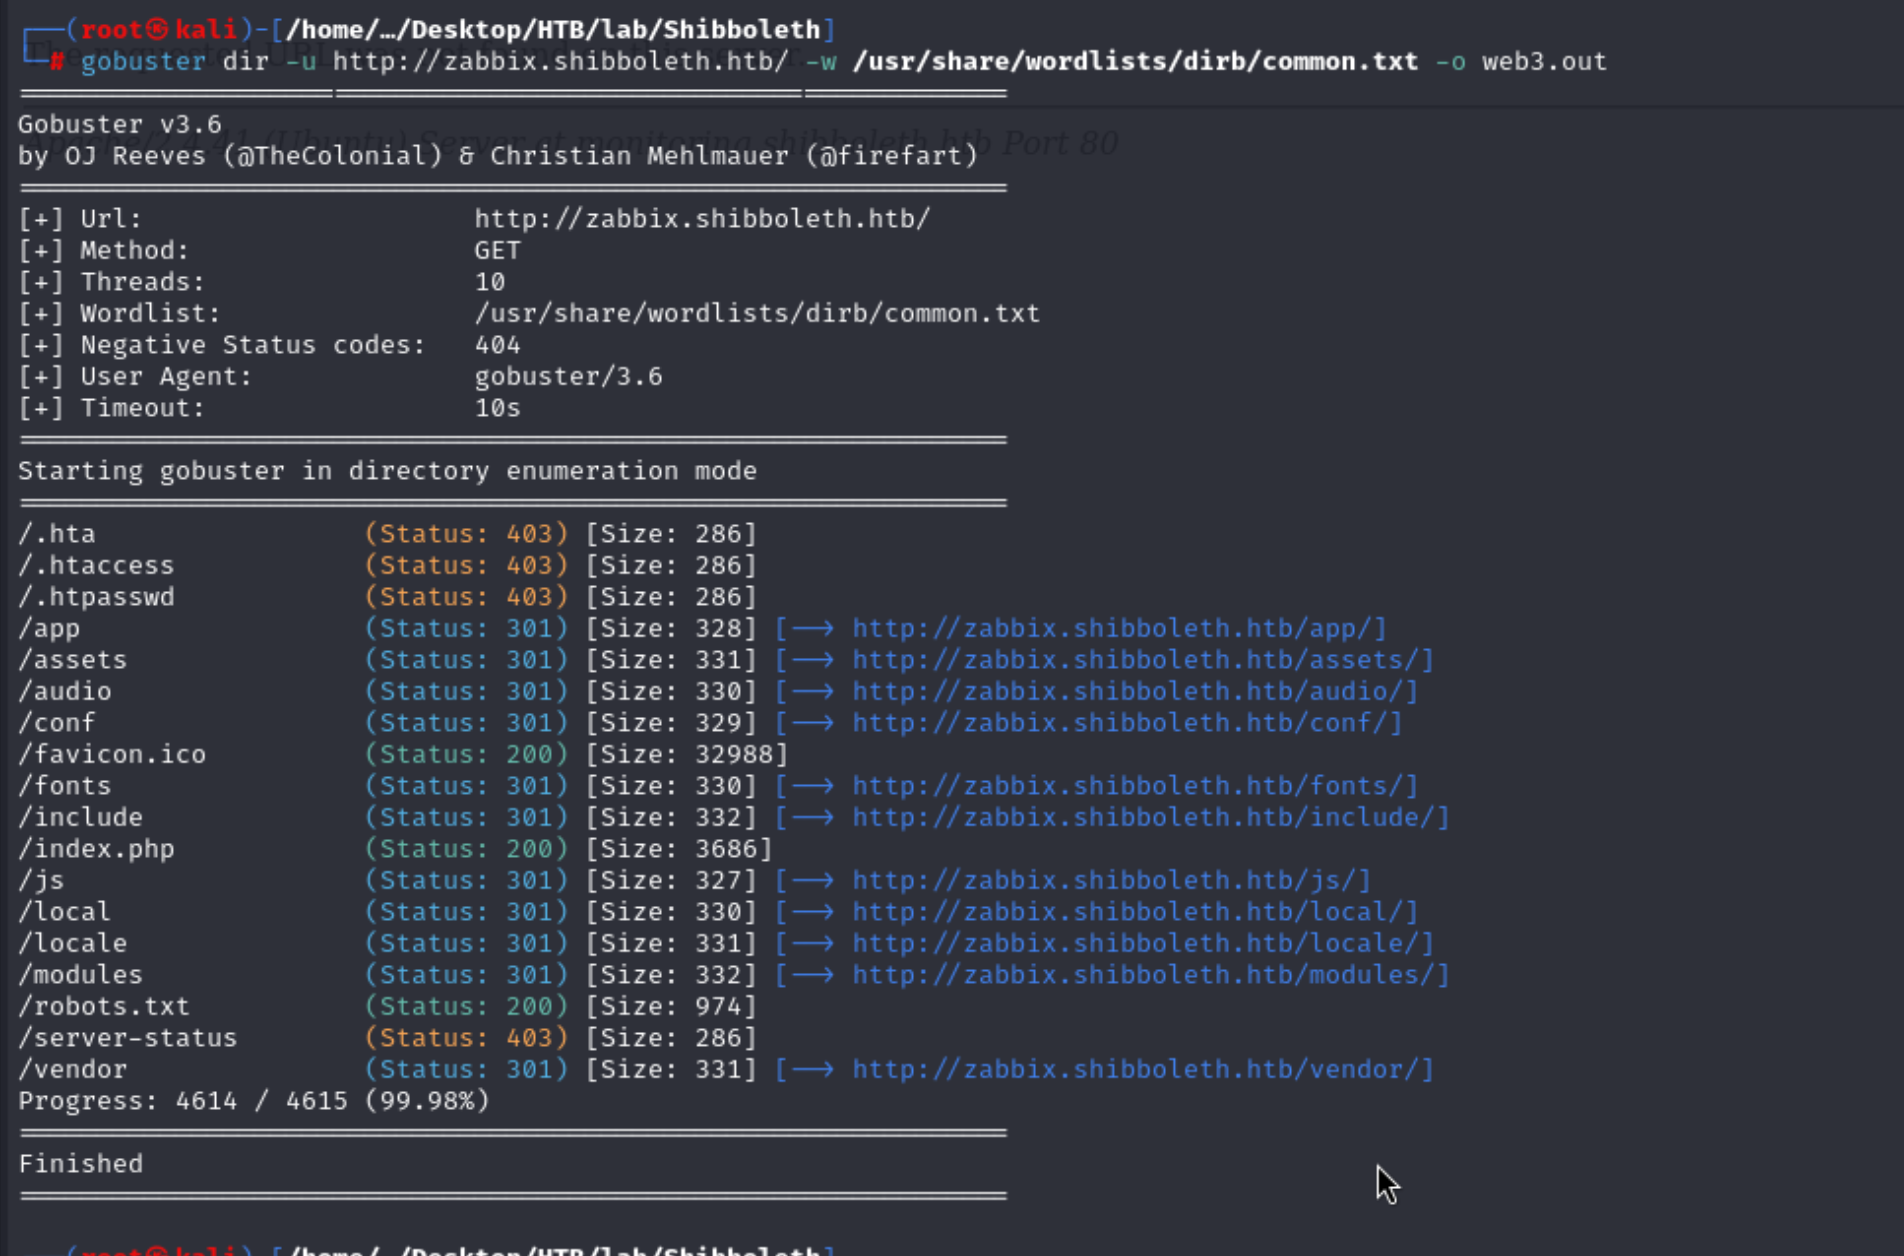 ┌──(root㉿kali)-[/home/…/Desktop/HTB/lab/Shibboleth]
└─# gobuster dir -u http://zabbix.shibboleth.htb/ -w /usr/share/wordlists/dirb/common.txt -o web3.out
===============================================================
Gobuster v3.6
by OJ Reeves (@TheColonial) & Christian Mehlmauer (@firefart)
===============================================================
[+] Url: http://zabbix.shibboleth.htb/
[+] Method: GET
[+] Threads: 10
[+] Wordlist: /usr/share/wordlists/dirb/common.txt
[+] Negative Status codes: 404
[+] User Agent: gobuster/3.6
[+] Timeout: 10s
===============================================================
Starting gobuster in directory enumeration mode
===============================================================
/.hta (Status: 403) [Size: 286]
/.htaccess (Status: 403) [Size: 286]
/.htpasswd (Status: 403) [Size: 286]
/app (Status: 301) [Size: 328] [--> http://zabbix.shibboleth.htb/app/]
/assets (Status: 301) [Size: 331] [--> http://zabbix.shibboleth.htb/assets/]
/audio (Status: 301) [Size: 330] [--> http://zabbix.shibboleth.htb/audio/]
/conf (Status: 301) [Size: 329] [--> http://zabbix.shibboleth.htb/conf/]
/favicon.ico (Status: 200) [Size: 32988]
/fonts (Status: 301) [Size: 330] [--> http://zabbix.shibboleth.htb/fonts/]
/include (Status: 301) [Size: 332] [--> http://zabbix.shibboleth.htb/include/]
/index.php (Status: 200) [Size: 3686]
/js (Status: 301) [Size: 327] [--> http://zabbix.shibboleth.htb/js/]
/local (Status: 301) [Size: 330] [--> http://zabbix.shibboleth.htb/local/]
/locale (Status: 301) [Size: 331] [--> http://zabbix.shibboleth.htb/locale/]
/modules (Status: 301) [Size: 332] [--> http://zabbix.shibboleth.htb/modules/]
/robots.txt (Status: 200) [Size: 974]
/server-status (Status: 403) [Size: 286]
/vendor (Status: 301) [Size: 331] [--> http://zabbix.shibboleth.htb/vendor/]
Progress: 4614 / 4615 (99.98%)
===============================================================
Finished
===============================================================
(root㉿kali)-[/home/…/Desktop/HTB/lab/Shibboleth]